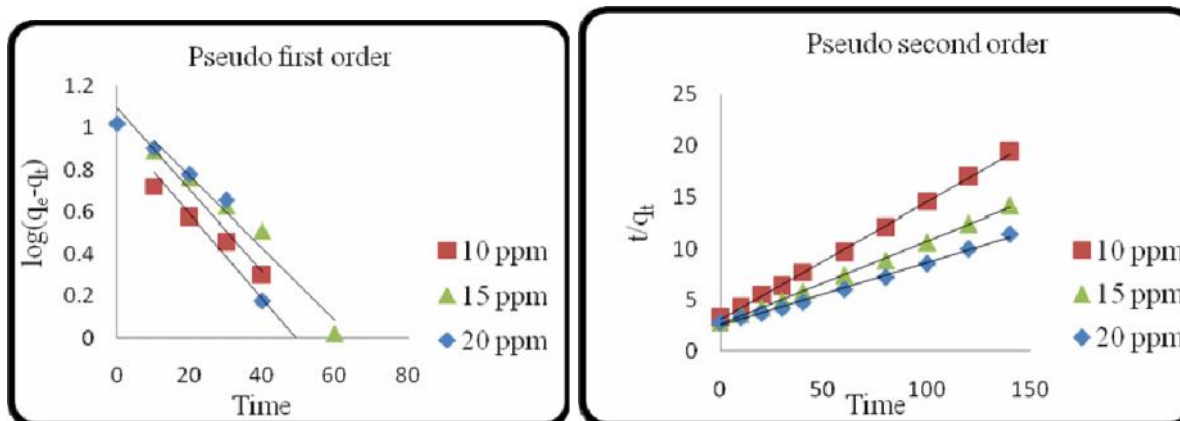 Pseudo first order
log(qe-qt)
1.2
1
0.8
0.6
0.4
0.2
0
0
20
40
60
80
Time
10 ppm
15 ppm
20 ppm
Pseudo second order
t/qt
25
20
15
10
5
0
0
50
100
150
Time
10 ppm
15 ppm
20 ppm